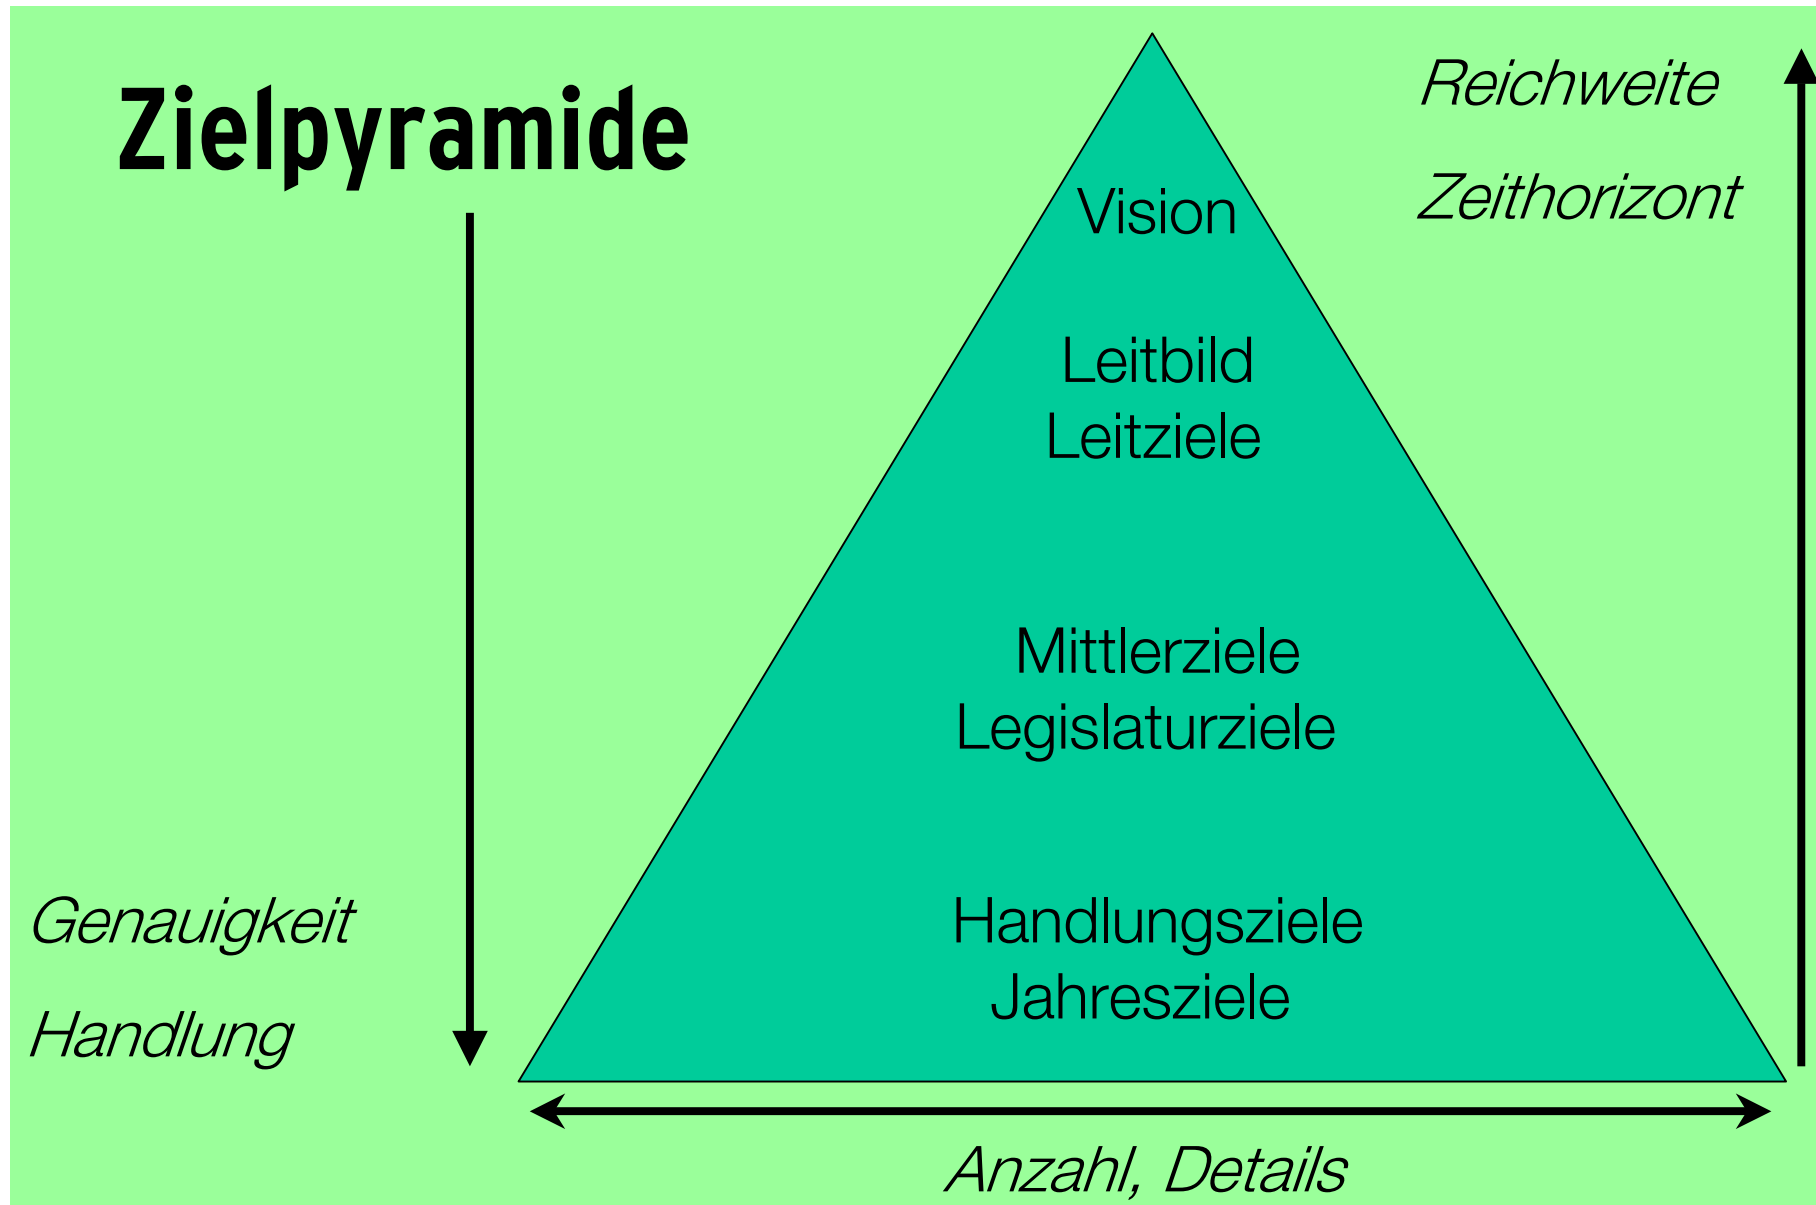 Zielpyramide
Reichweite
Zeithorizont
Vision
Leitbild
Leitziele
Mittlerziele
Legislaturziele
Handlungsziele
Jahresziele
Genauigkeit
Handlung
Anzahl, Details